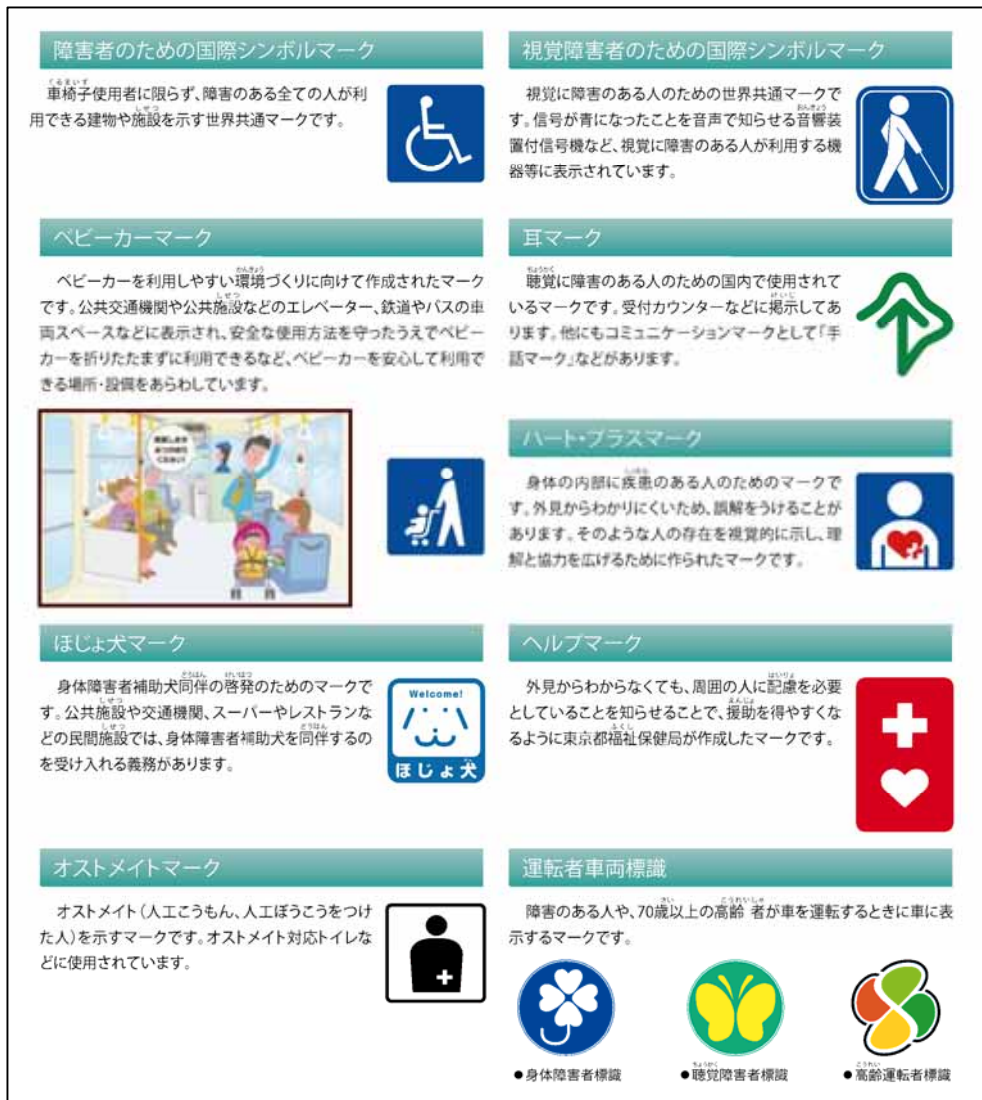 障害者のための国際シンボルマーク
車椅子使用者に限らず、障害のある全ての人が利
用できる建物や施設を示す世界共通マークです。
視覚障害者のための国際シンボルマーク
視覚に障害のある人のための世界共通マークで
す。信号が青になったことを音声で知らせる音響装
置付信号機など、視覚に障害のある人が利用する機
器等に表示されています。
ベビーカーマーク
ベビーカーを利用しやすい環境づくりに向けて作成されたマーク
です。公共交通機関や公共施設などのエレベーター、鉄道やバスの車
両スペースなどに表示され、安全な使用方法を守ったうえでベビー
カーを折りたたまずに利用できるなど、ベビーカーを安心して利用で
きる場所・設備をあらわしています。
耳マーク
聴覚に障害のある人のための国内で使用されて
いるマークです。受付カウンターなどに掲示してあ
ります。他にもコミュニケーションマークとして「手
話マーク」などがあります。
ハート・プラスマーク
身体の内部に疾患のある人のためのマークで
す。外見からわかりにくいため、誤解をうけることが
あります。そのような人の存在を視覚的に示し、理
解と協力を広げるために作られたマークです。
ほじょ犬マーク
身体障害者補助犬同伴の啓発のためのマークで
す。公共施設や交通機関、スーパーやレストランな
どの民間施設では、身体障害者補助犬を同伴するの
を受け入れる義務があります。
Welcome!
ほじょ犬
ヘルプマーク
外見からわからなくても、周囲の人に配慮を必要
としていることを知らせることで、援助を得やすくな
るように東京都福祉保健局が作成したマークです。
オストメイトマーク
オストメイト(人工こうもん、人工ぼうこうをつけ
た人)を示すマークです。オストメイト対応トイレな
どに使用されています。
運転者車両標識
障害のある人や、70歳以上の高齢者が車を運転するときに車に表
示するマークです。
●身体障害者標識
●聴覚障害者標識
●高齢運転者標識